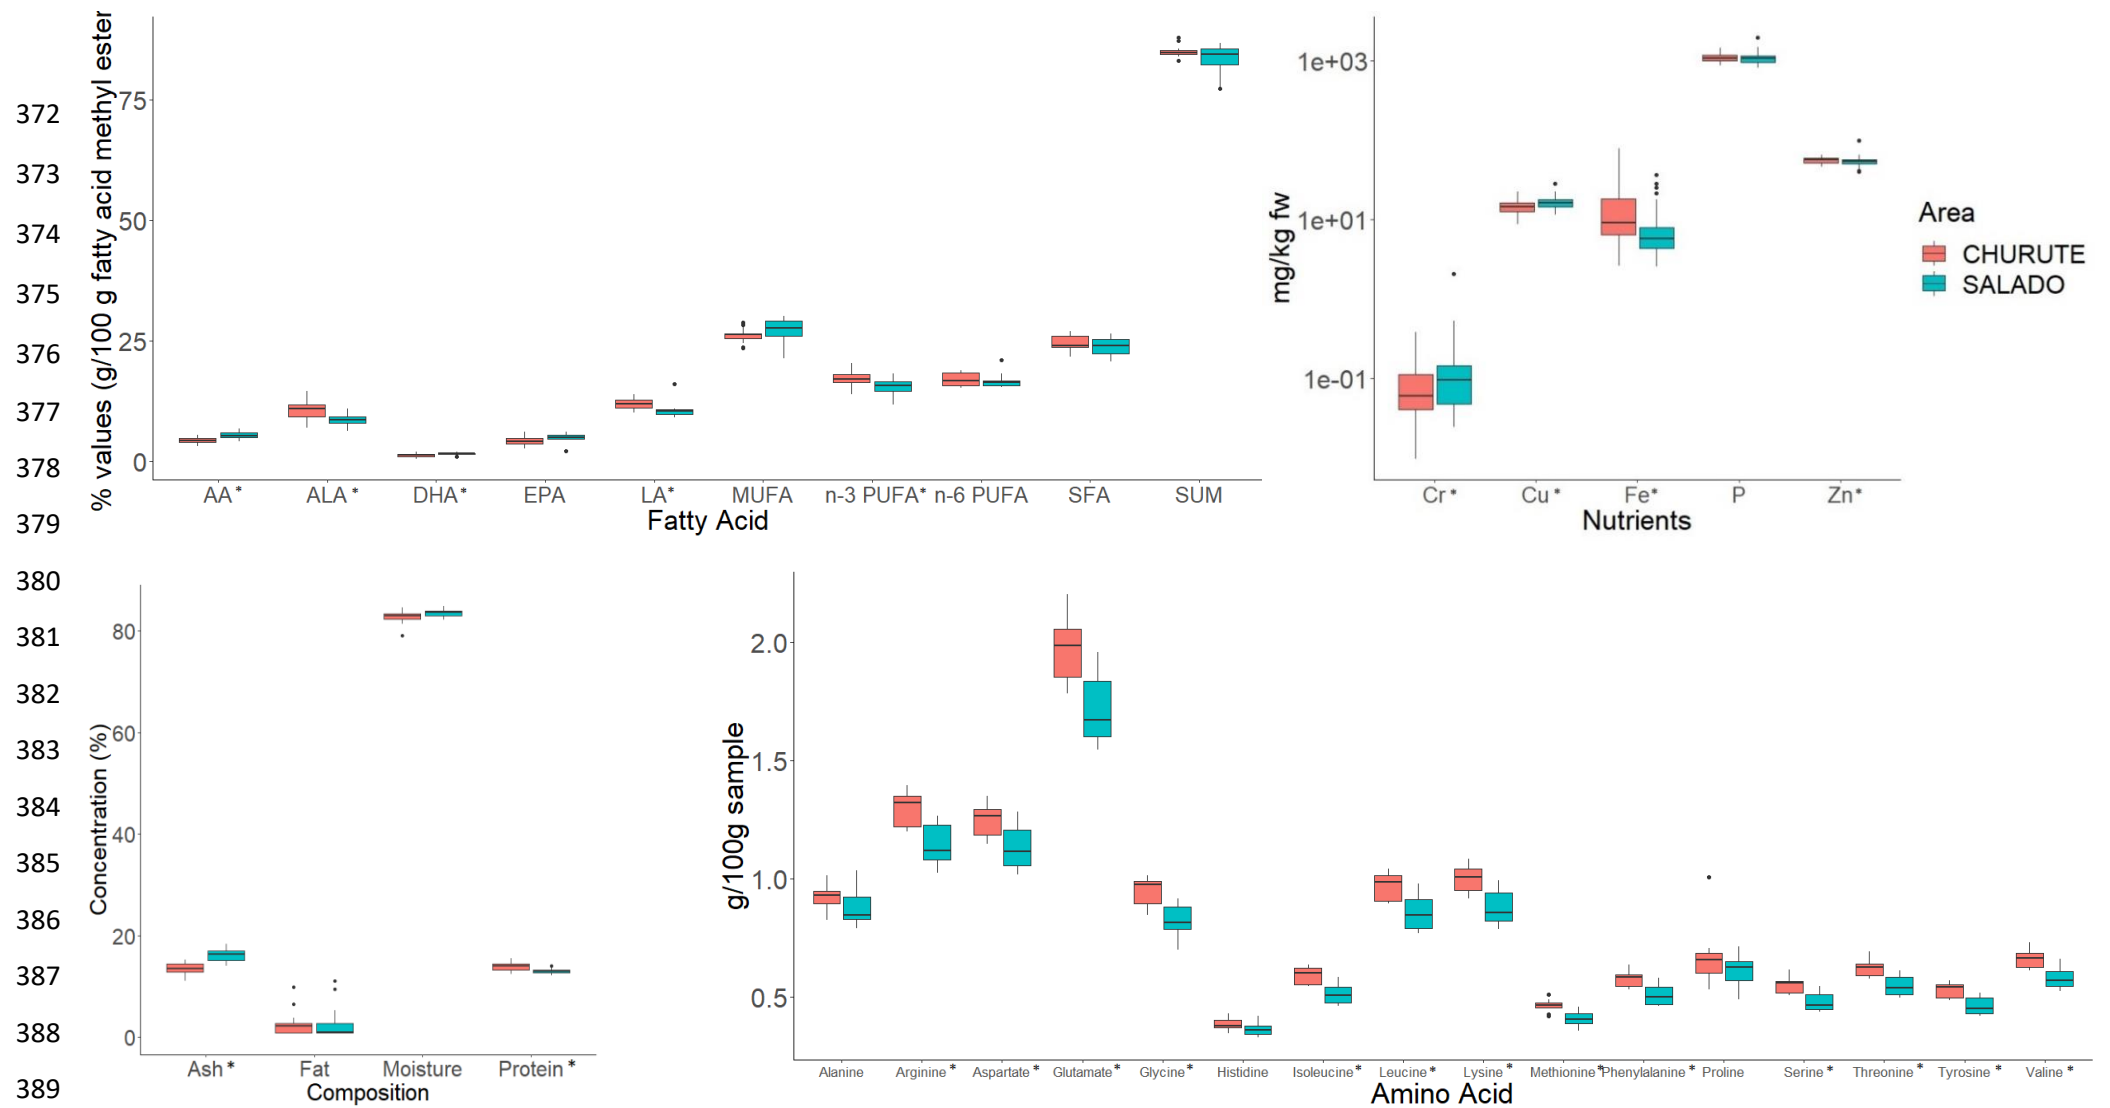 372
373
374
375
376
377
378
379
380
381
382
383
384
385
386
387
388
389
% values (g/100 g fatty acid methyl ester
75
50
25
0
AA* ALA* DHA* EPA LA* MUFA n-3 PUFA* n-6 PUFA SFA SUM
Fatty Acid
mg/kg fw
1e+03
1e+01
1e-01
Cr* Cu* Fe* P Zn*
Nutrients
Area
CHURUTE
SALADO
Concentration (%)
80
60
40
20
0
Ash* Fat Moisture Protein*
Composition
g/100g sample
2.0
1.5
1.0
0.5
Alanine Arginine* Aspartate* Glutamate* Glycine* Histidine Isoleucine* Leucine* Lysine* Methionine* Phenylalanine* Proline Serine* Threonine* Tyrosine* Valine*
Amino Acid